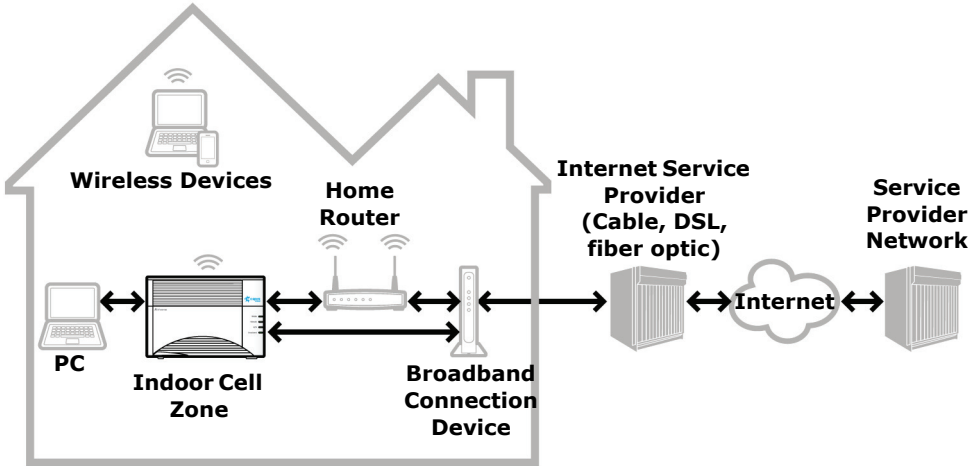 Wireless Devices
Home
Router
Internet Service
Provider
(Cable, DSL,
fiber optic)
Service
Provider
Network
Internet
PC
Indoor Cell
Zone
Broadband
Connection
Device